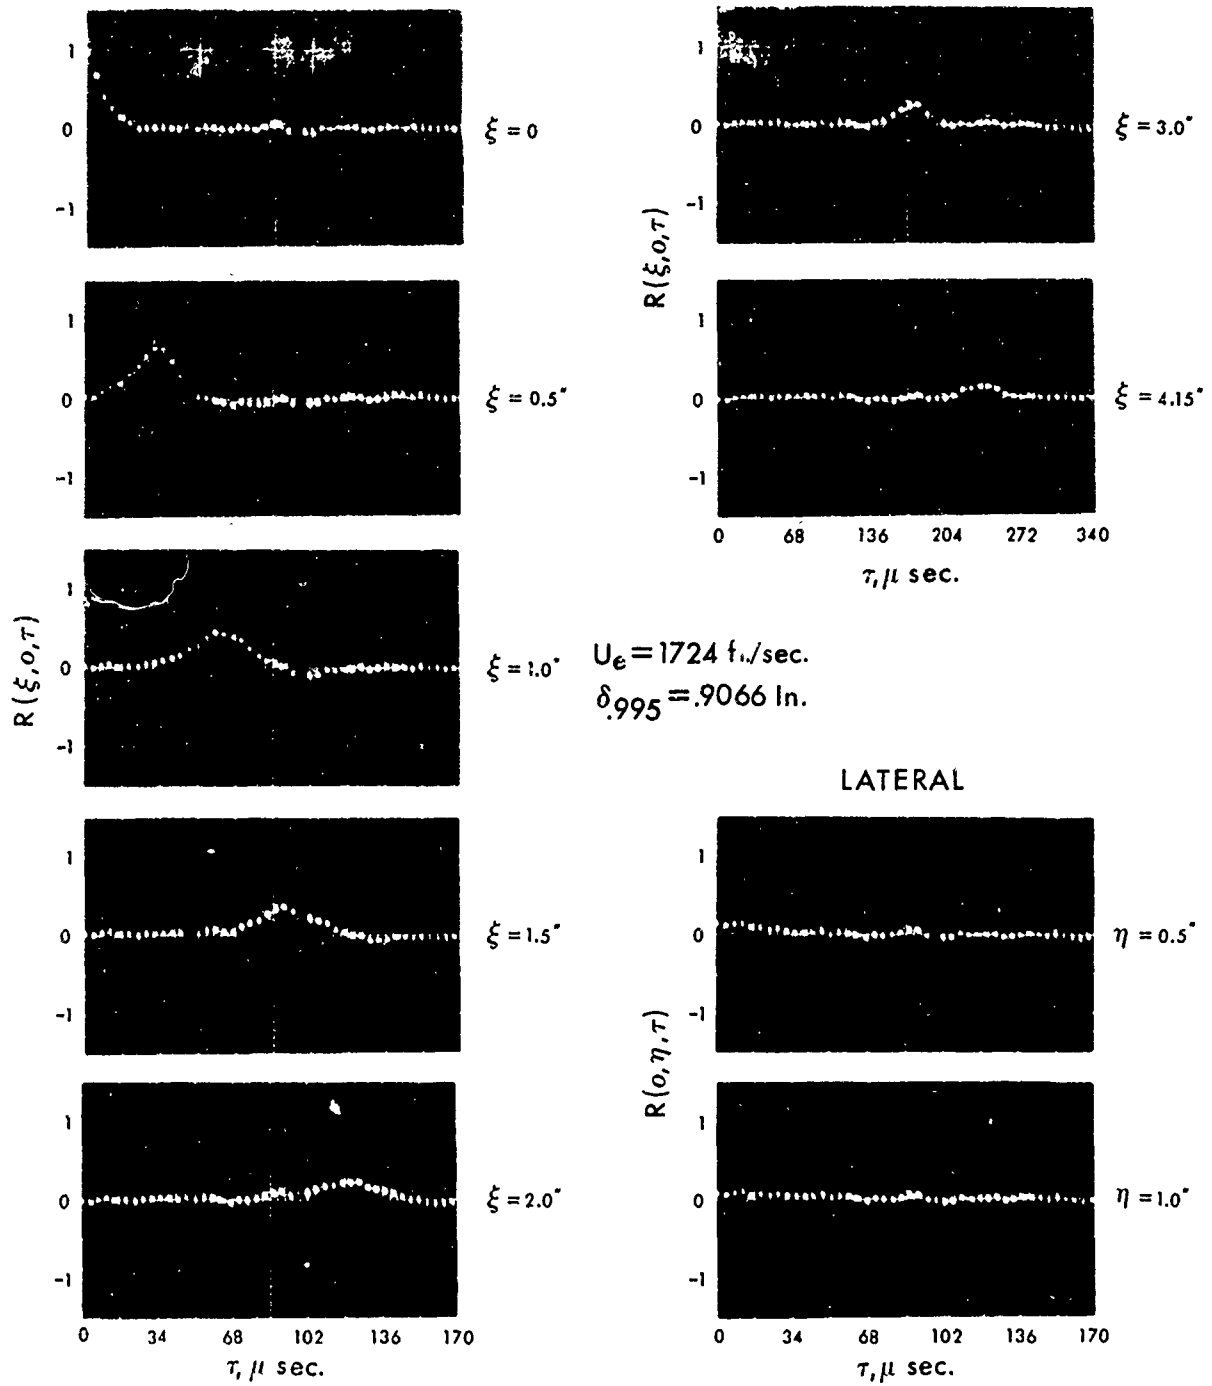 1
0
-1
ξ = 0
1
0
-1
ξ = 0.5"
R(ξ,o,τ)
1
0
-1
ξ = 1.0"
1
0
-1
ξ = 1.5"
1
0
-1
ξ = 2.0"
0 34 68 102 136 170
τ, μ sec.
R(ξ,o,τ)
1
0
-1
ξ = 3.0"
1
0
-1
ξ = 4.15"
0 68 136 204 272 340
τ, μ sec.
Ue = 1724 ft./sec.
δ.995 = .9066 In.
LATERAL
R(o,η,τ)
1
0
-1
η = 0.5"
1
0
-1
η = 1.0"
0 34 68 102 136 170
τ, μ sec.